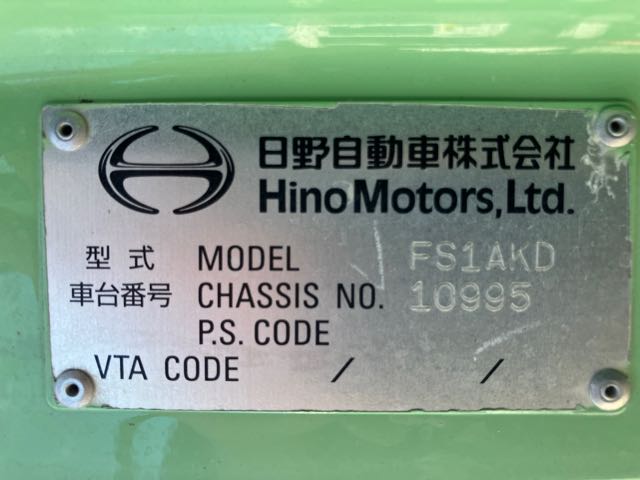 日野自動車株式会社
Hino Motors, Ltd.
型式 MODEL FS1AKD
車台番号 CHASSIS NO. 10995
P.S. CODE
VTA CODE / /